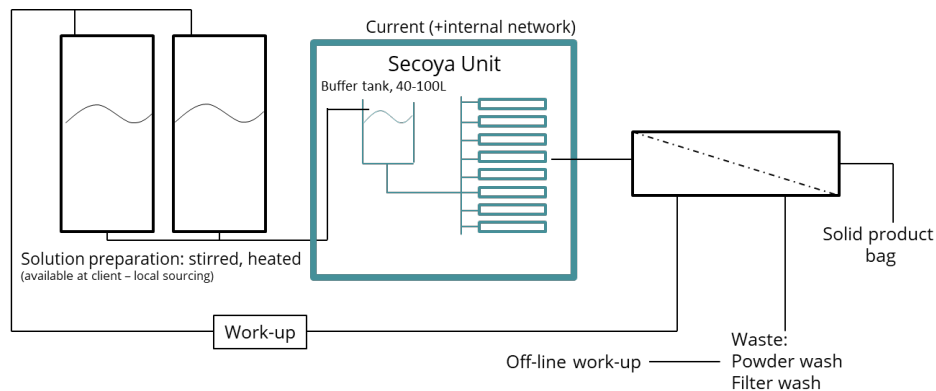 Current (+internal network)
Secoya Unit
Buffer tank, 40-100L
Solution preparation: stirred, heated
(available at client – local sourcing)
Solid product
bag
Work-up
Off-line work-up
Waste:
Powder wash
Filter wash